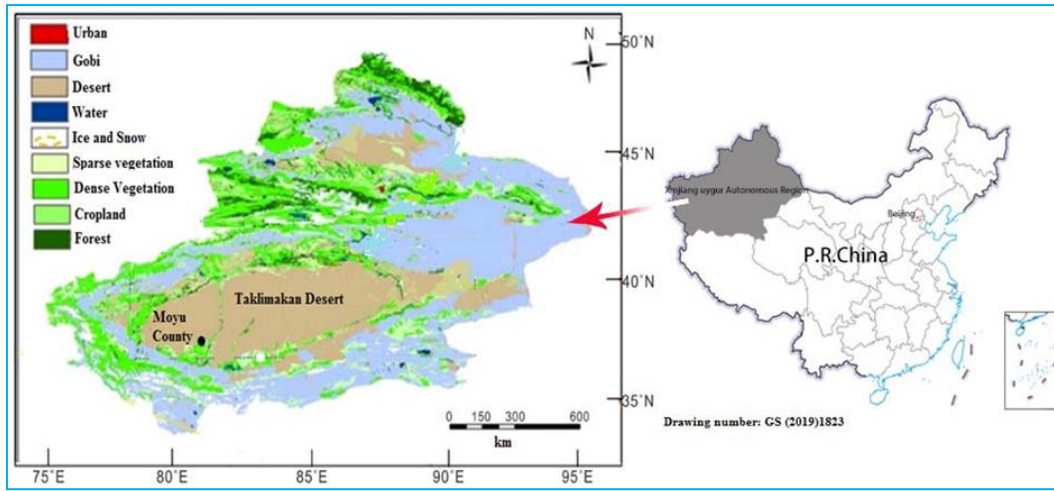 Urban
Gobi
Desert
Water
Ice and Snow
Sparse vegetation
Dense Vegetation
Cropland
Forest
N
50°N
45°N
40°N
35°N
Taklimakan Desert
Moyu
County
0 150 300 600
km
75°E 80°E 85°E 90°E 95°E
Xinjiang uygur Autonomous Region
Beijing
P.R.China
Drawing number: GS (2019)1823